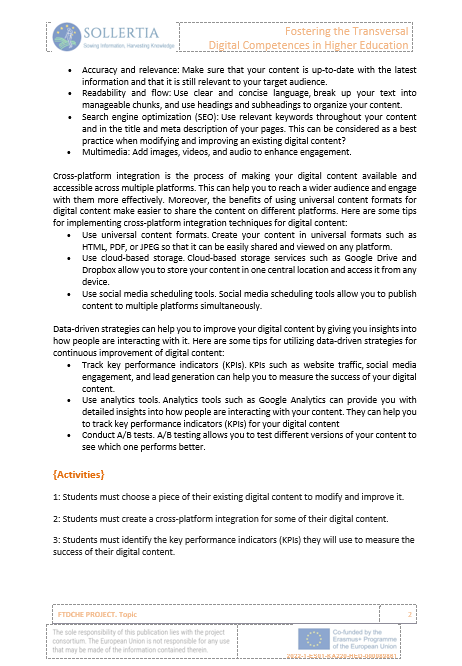 SOLLERTIA
Sowing Information, Harvesting Knowledge
Fostering the Transversal
Digital Competences in Higher Education
• Accuracy and relevance: Make sure that your content is up-to-date with the latest
information and that it is still relevant to your target audience.
• Readability and flow: Use clear and concise language, break up your text into
manageable chunks, and use headings and subheadings to organize your content.
• Search engine optimization (SEO): Use relevant keywords throughout your content
and in the title and meta description of your pages. This can be considered as a best
practice when modifying and improving an existing digital content?
• Multimedia: Add images, videos, and audio to enhance engagement.
Cross-platform integration is the process of making your digital content available and
accessible across multiple platforms. This can help you to reach a wider audience and engage
with them more effectively. Moreover, the benefits of using universal content formats for
digital content make easier to share the content on different platforms. Here are some tips
for implementing cross-platform integration techniques for digital content:
• Use universal content formats. Create your content in universal formats such as
HTML, PDF, or JPEG so that it can be easily shared and viewed on any platform.
• Use cloud-based storage. Cloud-based storage services such as Google Drive and
Dropbox allow you to store your content in one central location and access it from any
device.
• Use social media scheduling tools. Social media scheduling tools allow you to publish
content to multiple platforms simultaneously.
Data-driven strategies can help you to improve your digital content by giving you insights into
how people are interacting with it. Here are some tips for utilizing data-driven strategies for
continuous improvement of digital content:
• Track key performance indicators (KPIs). KPIs such as website traffic, social media
engagement, and lead generation can help you to measure the success of your digital
content.
• Use analytics tools. Analytics tools such as Google Analytics can provide you with
detailed insights into how people are interacting with your content. They can help you
to track key performance indicators (KPIs) for your digital content
• Conduct A/B tests. A/B testing allows you to test different versions of your content to
see which one performs better.
{Activities}
1: Students must choose a piece of their existing digital content to modify and improve it.
2: Students must create a cross-platform integration for some of their digital content.
3: Students must identify the key performance indicators (KPIs) they will use to measure the
success of their digital content.
FTDCHE PROJECT. Topic
2
The sole responsibility of this publication lies with the project
consortium. The European Union is not responsible for any use
that may be made of the information contained therein.
Co-funded by the
Erasmus+ Programme
of the European Union